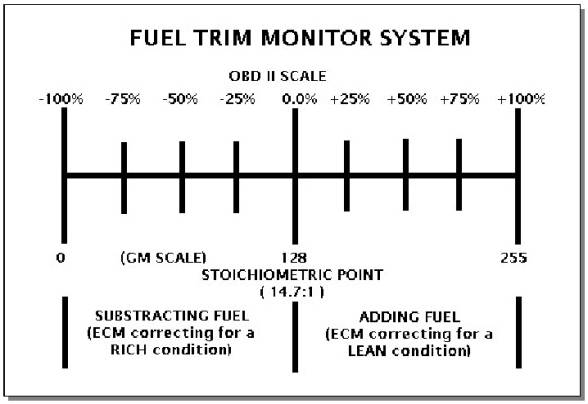 FUEL TRIM MONITOR SYSTEM
OBD II SCALE
-100% -75% -50% -25% 0.0% +25% +50% +75% +100%
0 (GM SCALE) 128 255
STOICHIOMETRIC POINT
( 14.7:1 )
SUBSTRACTING FUEL
(ECM correcting for a
RICH condition)
ADDING FUEL
(ECM correcting for a
LEAN condition)